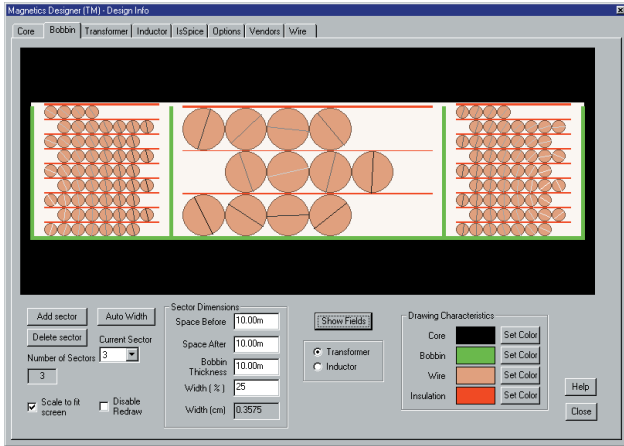 Magnetics Designer (TM) - Design Info
Core Bobbin Transformer Inductor IsSpice Options Vendors Wire
Add sector Auto Width
Delete sector Current Sector
Number of Sectors 3
3
Scale to fit screen
Disable Redraw
Sector Dimensions
Space Before 10.00m
Space After 10.00m
Bobbin Thickness 10.00m
Width ( % ) 25
Width (cm) 0.3575
Show Fields
Transformer
Inductor
Drawing Characteristics
Core Set Color
Bobbin Set Color
Wire Set Color
Insulation Set Color
Help
Close